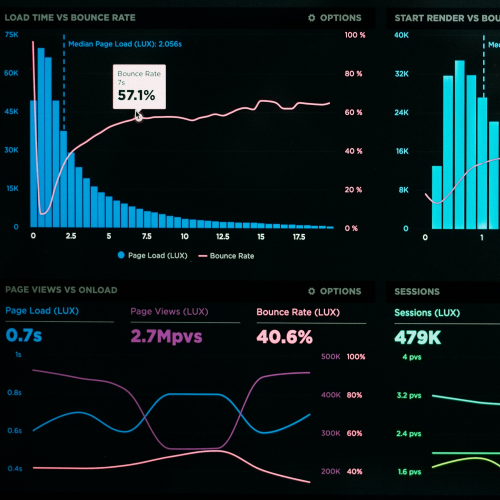 LOAD TIME VS BOUNCE RATE
OPTIONS
START RENDER VS BOU
75K
60K
45K
30K
15K
0
Median Page Load (LUX): 2.056s
Bounce Rate
7s
57.1%
100 %
80 %
60 %
40 %
20 %
0 %
0 2.5 5 7.5 10 12.5 15 17.5
Page Load (LUX) Bounce Rate
40K
32K
24K
16K
8K
0
Me
0 1
PAGE VIEWS VS ONLOAD
OPTIONS
SESSIONS
Page Load (LUX)
0.7s
Page Views (LUX)
2.7Mpvs
Bounce Rate (LUX)
40.6%
Sessions (LUX)
479K
1s
0.8s
0.6s
0.4s
500K 100%
400K 80%
300K 60%
200K 40%
4 pvs
3.2 pvs
2.4 pvs
1.6 pvs